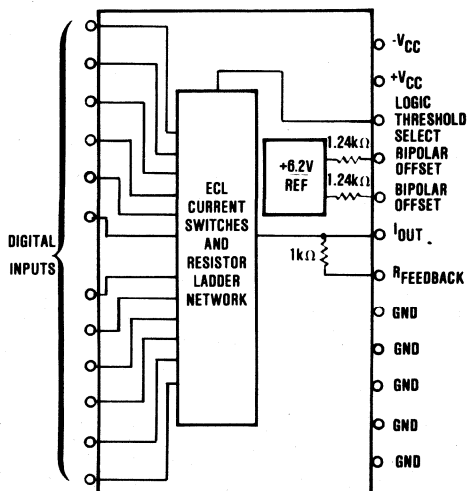 DIGITAL
INPUTS
ECL
CURRENT
SWITCHES
AND
RESISTOR
LADDER
NETWORK
+6.2V
REF
1.24kΩ
1.24kΩ
1kΩ
-VCC
+VCC
LOGIC
THRESHOLD
SELECT
BIPOLAR
OFFSET
BIPOLAR
OFFSET
IOUT.
RFEEDBACK
GND
GND
GND
GND
GND